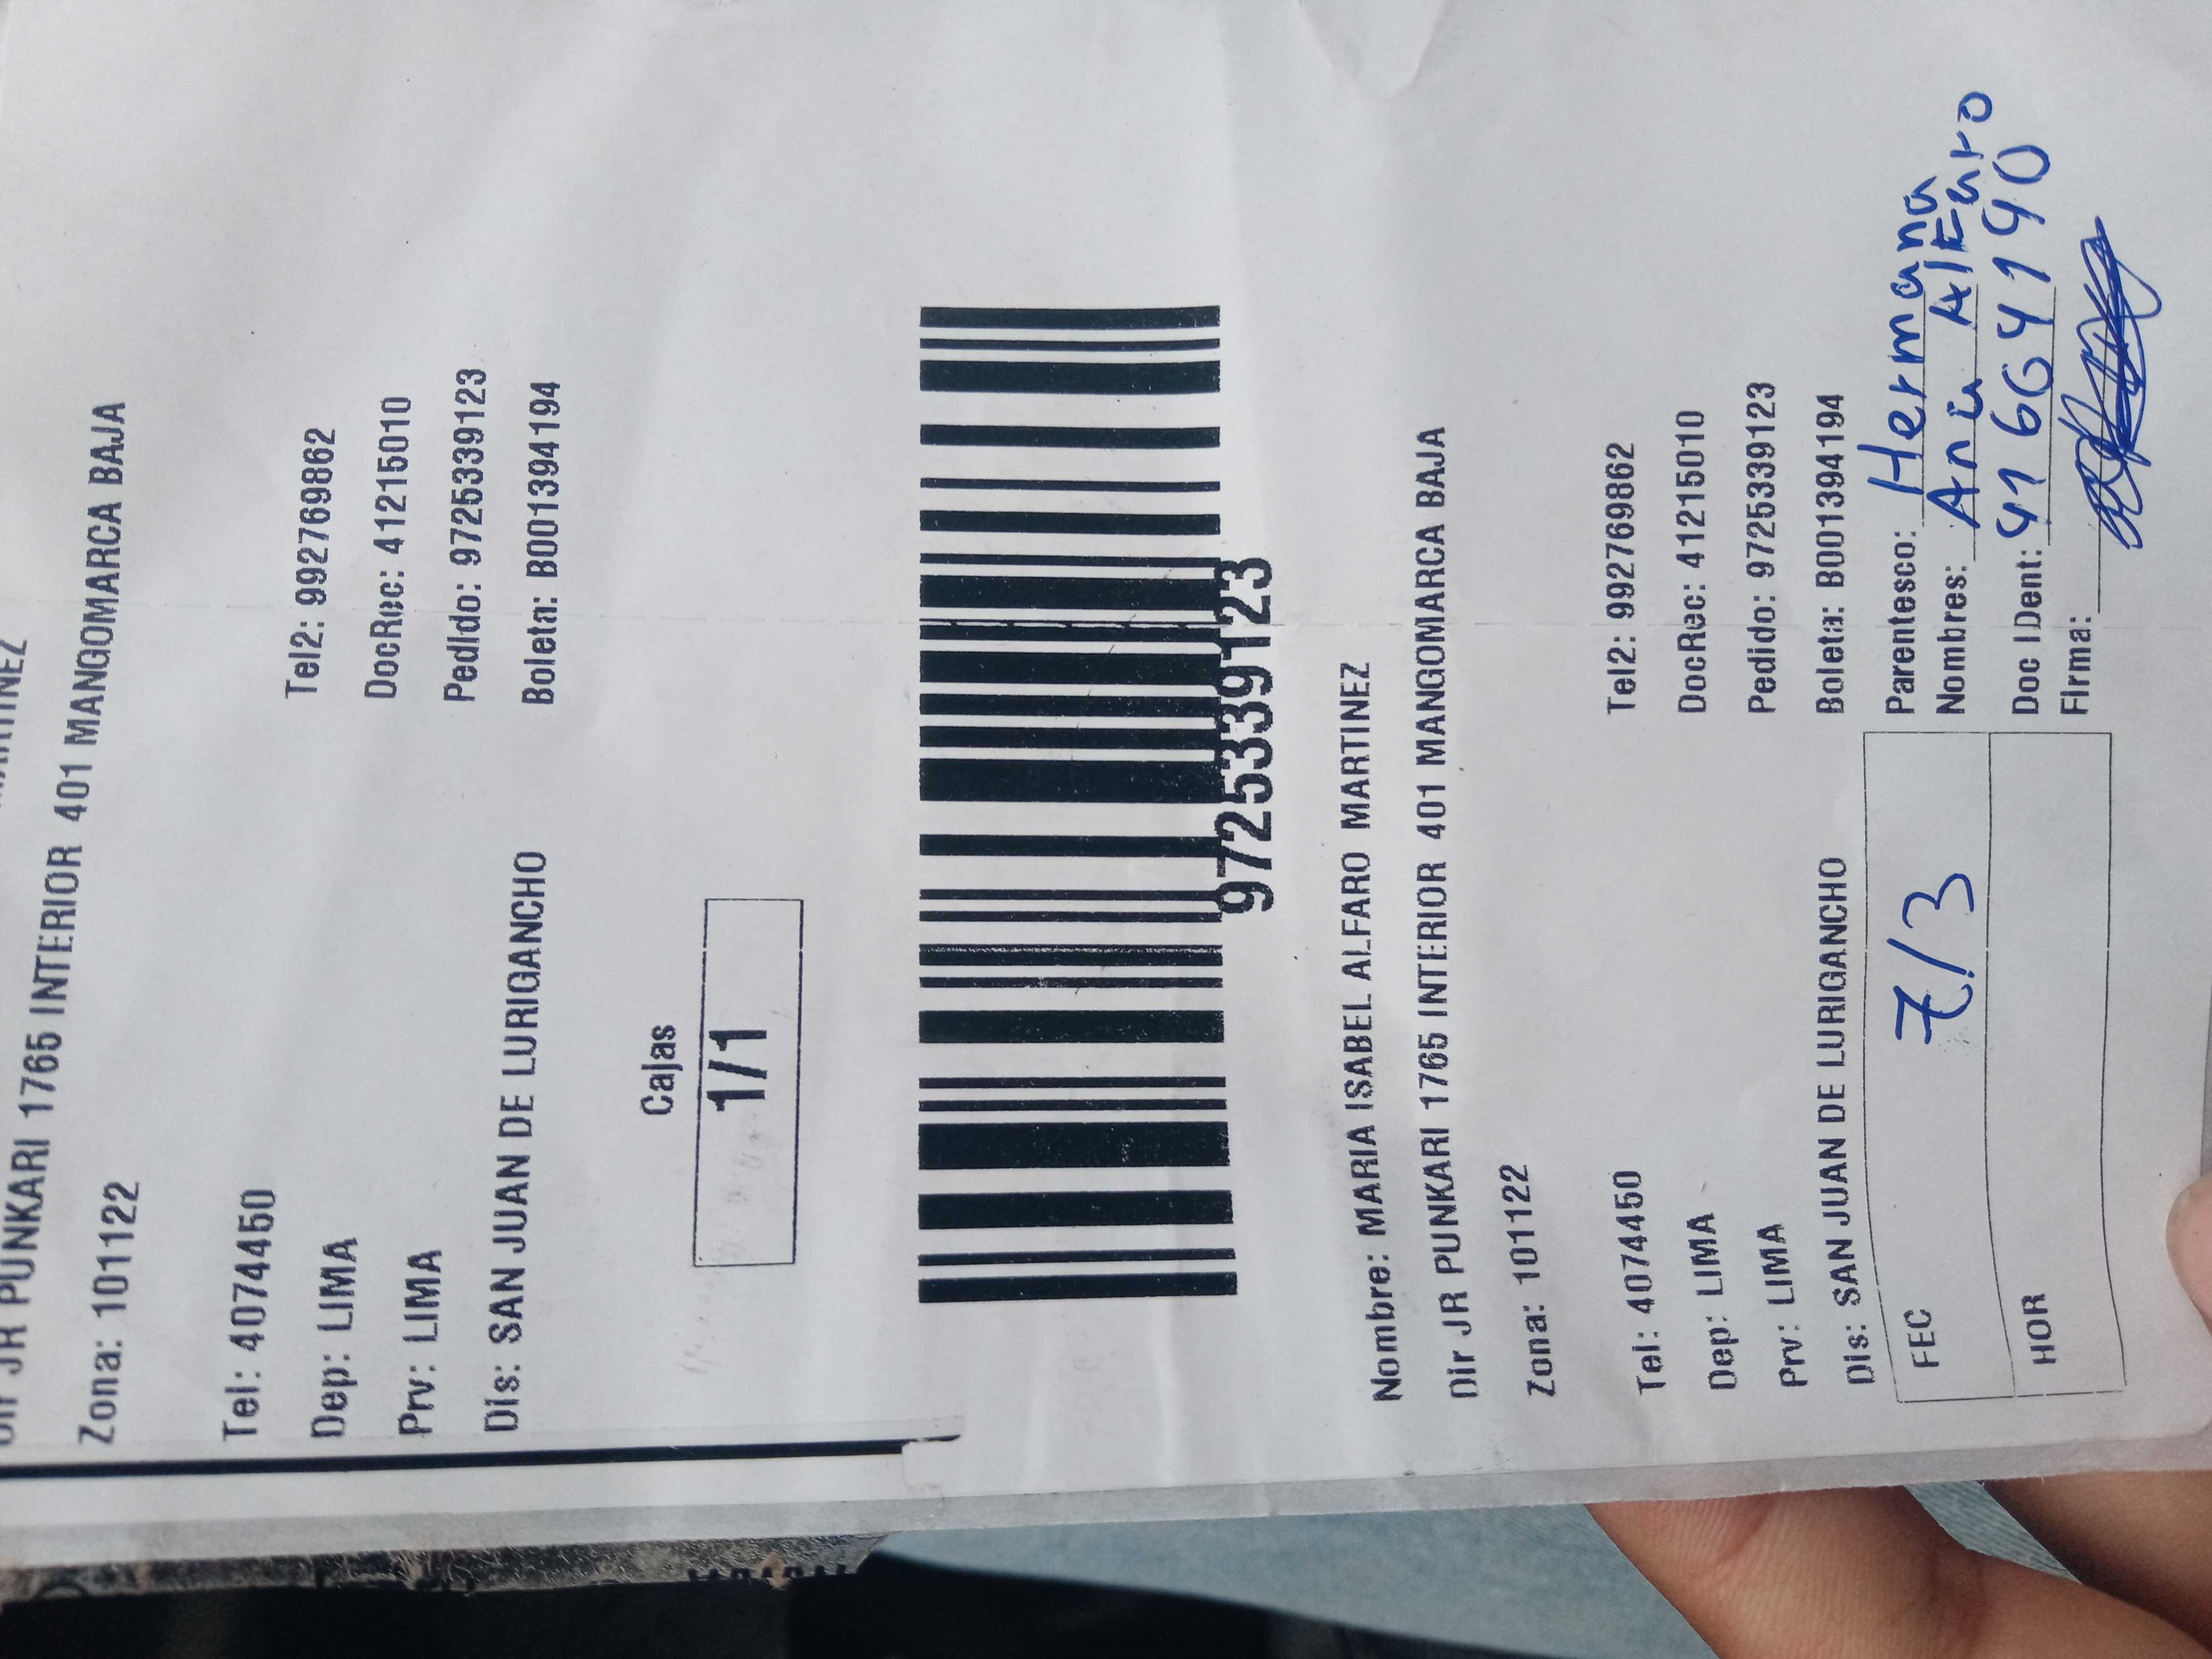 MARTINEZ
Dir JR PUNKARI 1765 INTERIOR 401 MANGOMARCA BAJA
Zona: 101122
Tel: 4074450 Tel2: 992769862
Dep: LIMA DocRec: 41215010
Prv: LIMA Pedido: 9725339123
Dis: SAN JUAN DE LURIGANCHO Boleta: B001394194
Cajas
1/1
9725339123
Nombre: MARIA ISABEL ALFARO MARTINEZ
Dir JR PUNKARI 1765 INTERIOR 401 MANGOMARCA BAJA
Zona: 101122
Tel: 4074450 Tel2: 992769862
Dep: LIMA DocRec: 41215010
Prv: LIMA Pedido: 9725339123
Dis: SAN JUAN DE LURIGANCHO Boleta: B001394194
FEC 7/3 Parentesco: Hermana
Nombres: Ana Alfaro
HOR Doc IDent: 41664190
Firma: